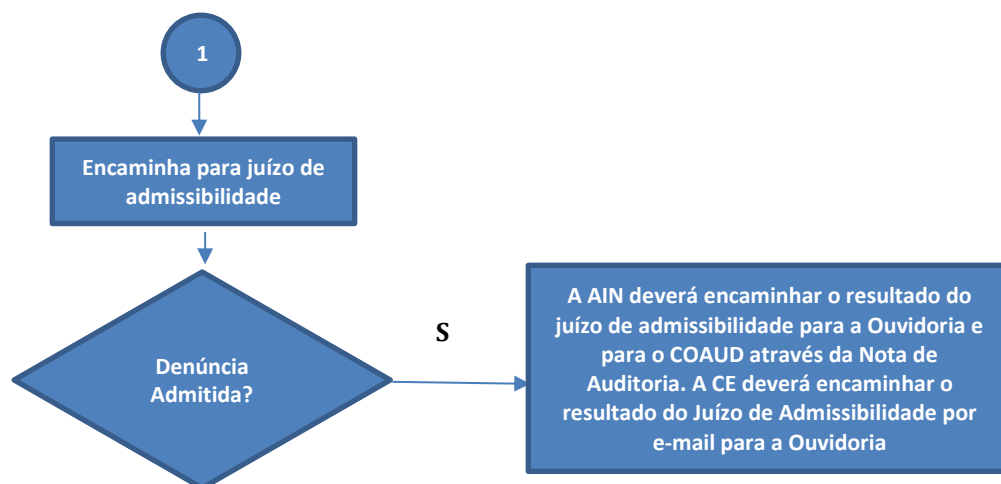 1
Encaminha para juízo de
admissibilidade
Denúncia
Admitida?
S
A AIN deverá encaminhar o resultado do
juízo de admissibilidade para a Ouvidoria e
para o COAUD através da Nota de
Auditoria. A CE deverá encaminhar o
resultado do Juízo de Admissibilidade por
e-mail para a Ouvidoria